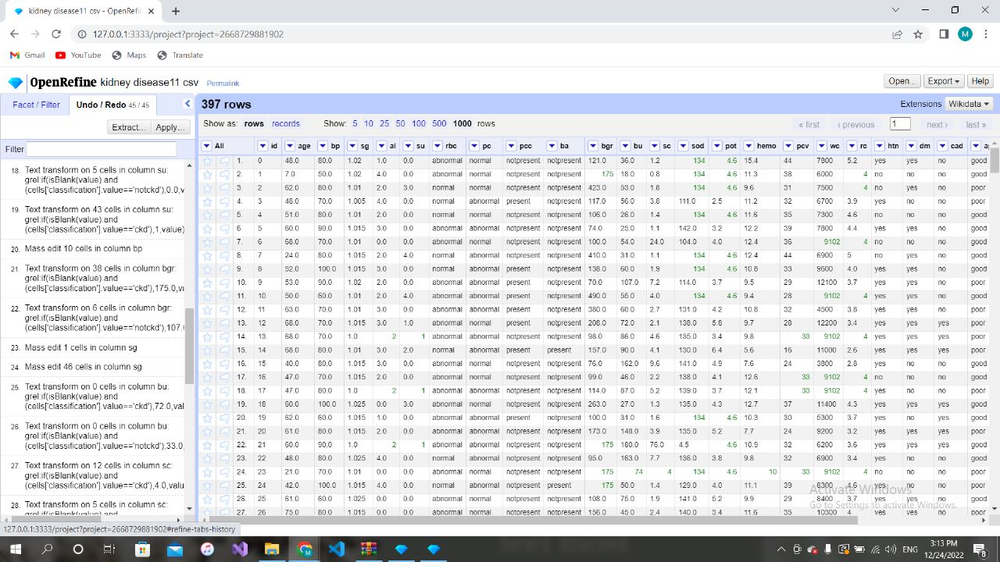 kidney disease11 csv - OpenRefin
127.0.0.1:3333/project?project=2668729881902
M
Gmail YouTube Maps Translate
OpenRefine kidney disease11 csv Permalink Open... Export Help
Facet / Filter Undo / Redo 45 / 45
397 rows Extensions Wikidata
Extract... Apply...
Show as: rows records Show: 5 10 25 50 100 500 1000 rows « first ‹ previous 1 next › last »
Filter
18. Text transform on 5 cells in column su:
grel:if(isBlank(value).and
(cells['classification'].value=='notckd'),0.0,v
19. Text transform on 43 cells in column su:
grel:if(isBlank(value).and
(cells['classification'].value=='ckd'),1,value)
20. Mass edit 10 cells in column bp
21. Text transform on 38 cells in column bgr:
grel:if(isBlank(value).and
(cells['classification'].value=='ckd'),175.0,va
22. Text transform on 6 cells in column bgr:
grel:if(isBlank(value).and
(cells['classification'].value=='notckd'),107.0
23. Mass edit 1 cells in column sg
24. Mass edit 46 cells in column sg
25. Text transform on 0 cells in column bu:
grel:if(isBlank(value).and
(cells['classification'].value=='ckd'),72.0,val
26. Text transform on 0 cells in column bu:
grel:if(isBlank(value).and
(cells['classification'].value=='notckd'),33.0
27. Text transform on 12 cells in column sc:
grel:if(isBlank(value).and
(cells['classification'].value=='ckd'),4.0,valu
28. Text transform on 5 cells in column sc:
grel:if(isBlank(value).and
All al id age bp sg al su rbc pc pcc ba bgr bu sc sod pot hemo pcv wc rc htn dm cad a
1. 0 48.0 80.0 1.02 1.0 0.0 abnormal normal notpresent notpresent 121.0 36.0 1.2 134 4.6 15.4 44 7800 5.2 yes yes no good
2. 1 7.0 50.0 1.02 4.0 0.0 abnormal normal notpresent notpresent 175 18.0 0.8 134 4.6 11.3 38 6000 4 no no no good
3. 2 62.0 80.0 1.01 2.0 3.0 normal normal notpresent notpresent 423.0 53.0 1.8 134 4.6 9.6 31 7500 4 no yes no poor
4. 3 48.0 70.0 1.005 4.0 0.0 normal abnormal present notpresent 117.0 56.0 3.8 111.0 2.5 11.2 32 6700 3.9 yes no no poor
5. 4 51.0 80.0 1.01 2.0 0.0 normal normal notpresent notpresent 106.0 26.0 1.4 134 4.6 11.6 35 7300 4.6 no no no good
6. 5 60.0 90.0 1.015 3.0 0.0 abnormal abnormal notpresent notpresent 74.0 25.0 1.1 142.0 3.2 12.2 39 7800 4.4 yes yes no good
7. 6 68.0 70.0 1.01 0.0 0.0 abnormal normal notpresent notpresent 100.0 54.0 24.0 104.0 4.0 12.4 36 9102 4 no no no good
8. 7 24.0 80.0 1.015 2.0 4.0 normal abnormal notpresent notpresent 410.0 31.0 1.1 134 4.6 12.4 44 6900 5 no yes no good
9. 8 52.0 100.0 1.015 3.0 0.0 normal abnormal present notpresent 138.0 60.0 1.9 134 4.6 10.8 33 9600 4.0 yes yes no good
10. 9 53.0 90.0 1.02 2.0 0.0 abnormal abnormal present notpresent 70.0 107.0 7.2 114.0 3.7 9.5 29 12100 3.7 yes yes no poor
11. 10 50.0 60.0 1.01 2.0 4.0 abnormal abnormal present notpresent 490.0 55.0 4.0 134 4.6 9.4 28 9102 4 yes yes no good
12. 11 63.0 70.0 1.01 3.0 0.0 abnormal abnormal present notpresent 380.0 60.0 2.7 131.0 4.2 10.8 32 4500 3.8 yes yes no poor
13. 12 68.0 70.0 1.015 3.0 1.0 abnormal normal present notpresent 208.0 72.0 2.1 138.0 5.8 9.7 28 12200 3.4 yes yes yes poor
14. 13 68.0 70.0 1.0 2 1 abnormal abnormal notpresent notpresent 98.0 86.0 4.6 135.0 3.4 9.8 33 9102 4 yes yes yes poor
15. 14 68.0 80.0 1.01 3.0 2.0 normal abnormal present present 157.0 90.0 4.1 130.0 6.4 5.6 16 11000 2.6 yes yes yes poor
16. 15 40.0 80.0 1.015 3.0 0.0 abnormal normal notpresent notpresent 76.0 162.0 9.6 141.0 4.9 7.6 24 3800 2.8 yes no no good
17. 16 47.0 70.0 1.015 2.0 0.0 abnormal normal notpresent notpresent 99.0 46.0 2.2 138.0 4.1 12.6 33 9102 4 no no no good
18. 17 47.0 80.0 1.0 2 1 abnormal abnormal notpresent notpresent 114.0 87.0 5.2 139.0 3.7 12.1 33 9102 4 yes no no poor
19. 18 60.0 100.0 1.025 0.0 3.0 abnormal normal notpresent notpresent 263.0 27.0 1.3 135.0 4.3 12.7 37 11400 4.3 yes yes yes good
20. 19 62.0 60.0 1.015 1.0 0.0 abnormal abnormal present notpresent 100.0 31.0 1.6 134 4.6 10.3 30 5300 3.7 yes no yes good
21. 20 61.0 80.0 1.015 2.0 0.0 abnormal abnormal notpresent notpresent 173.0 148.0 3.9 135.0 5.2 7.7 24 9200 3.2 yes yes yes poor
22. 21 60.0 90.0 1.0 2 1 abnormal abnormal notpresent notpresent 175 180.0 76.0 4.5 134 4.6 10.9 32 6200 3.6 yes yes yes good
23. 22 48.0 80.0 1.025 4.0 0.0 normal abnormal notpresent notpresent 95.0 163.0 7.7 136.0 3.8 9.8 32 6900 3.4 yes no no good
24. 23 21.0 70.0 1.01 0.0 0.0 abnormal normal notpresent notpresent 175 74 4 134 4.6 10 33 9102 4 no no no poor
25. 24 42.0 100.0 1.015 4.0 0.0 normal abnormal notpresent present 175 50.0 1.4 129.0 4.0 11.1 39 8300 4.6 yes no no poor
26. 25 61.0 60.0 1.025 0.0 0.0 abnormal normal notpresent notpresent 108.0 75.0 1.9 141.0 5.2 9.9 29 8400 3.7 yes yes no good
27. 26 75.0 80.0 1.015 0.0 0.0 abnormal normal notpresent notpresent 156.0 45.0 2.4 140.0 3.4 11.6 35 10300 4 yes yes no poor
Activate Windows
Go to Settings to activate Windows.
127.0.0.1:3333/project?project=2668729881902#refine-tabs-history
ENG 3:13 PM
12/24/2022